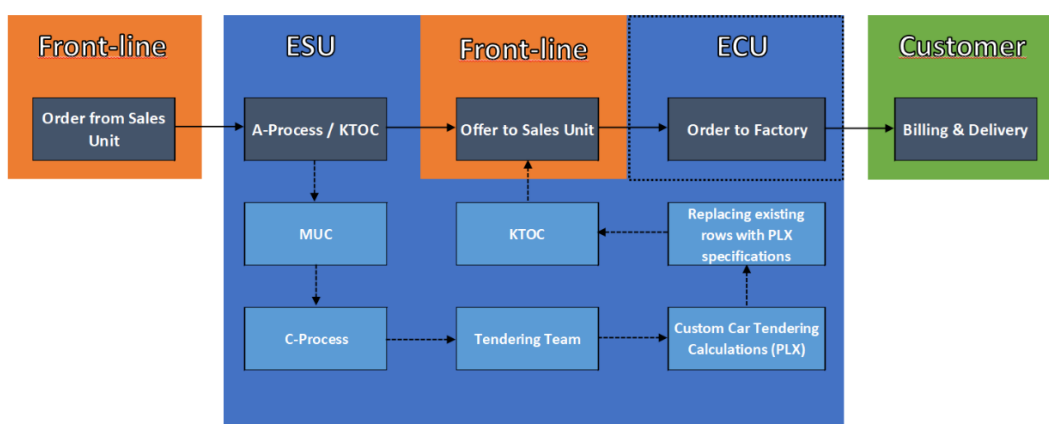 Front-line
ESU
Front-line
ECU
Customer
Order from Sales
Unit
A-Process / KTOC
Offer to Sales Unit
Order to Factory
Billing & Delivery
MUC
KTOC
Replacing existing
rows with PLX
specifications
C-Process
Tendering Team
Custom Car Tendering
Calculations (PLX)